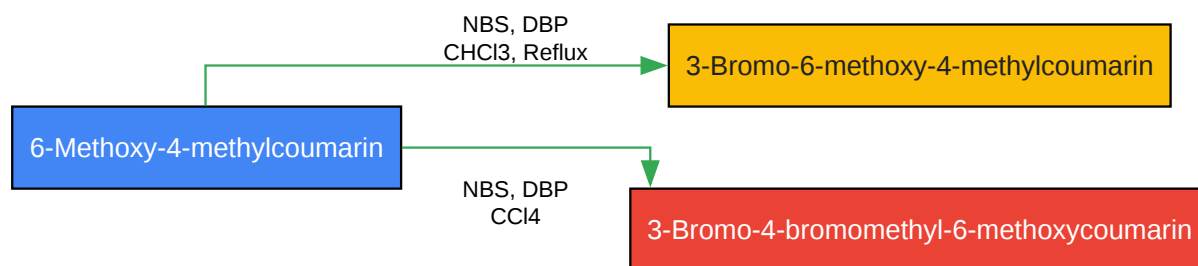 NBS, DBP
CHCl3, Reflux
3-Bromo-6-methoxy-4-methylcoumarin
6-Methoxy-4-methylcoumarin
NBS, DBP
CCl4
3-Bromo-4-bromomethyl-6-methoxycoumarin